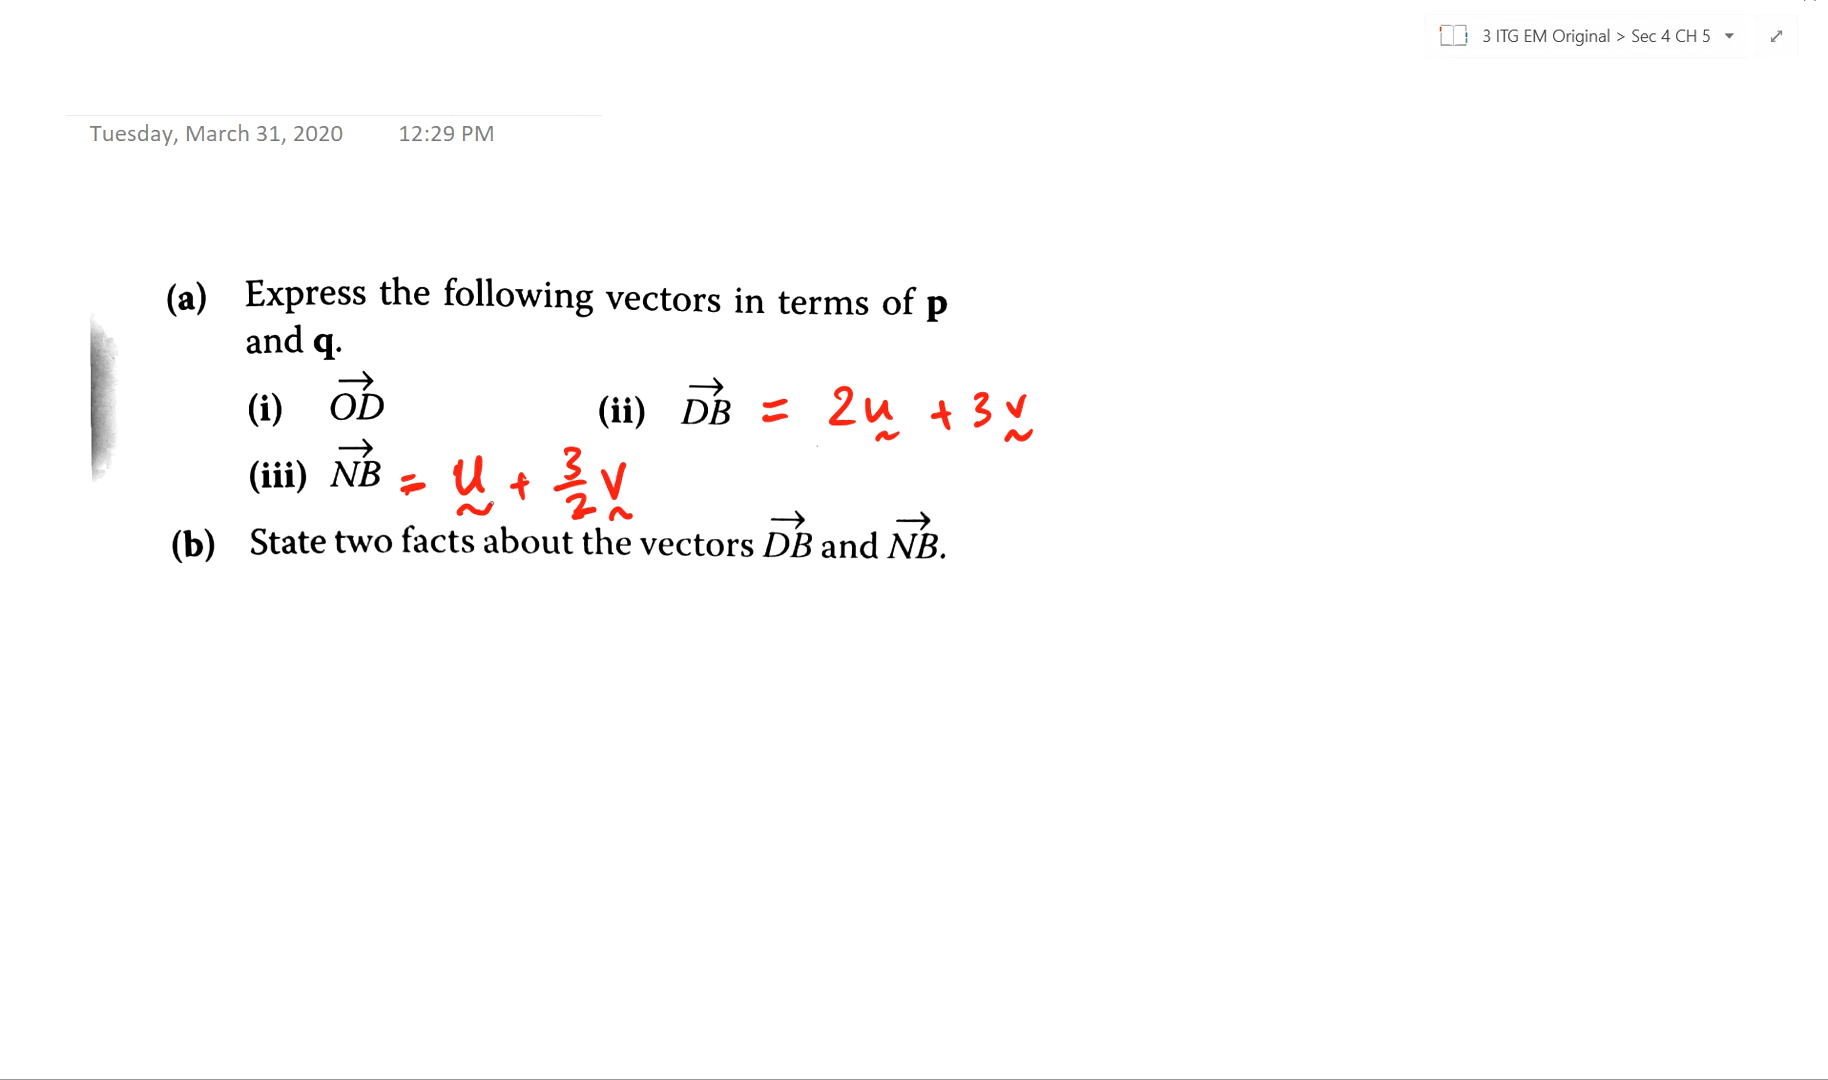 3 ITG EM Original > Sec 4 CH 5
Tuesday, March 31, 2020 12:29 PM
(a) Express the following vectors in terms of p
and q.
(i) OD→ (ii) DB→ = 2u + 3v
(iii) NB→ = u + 3/2 v
(b) State two facts about the vectors DB→ and NB→.